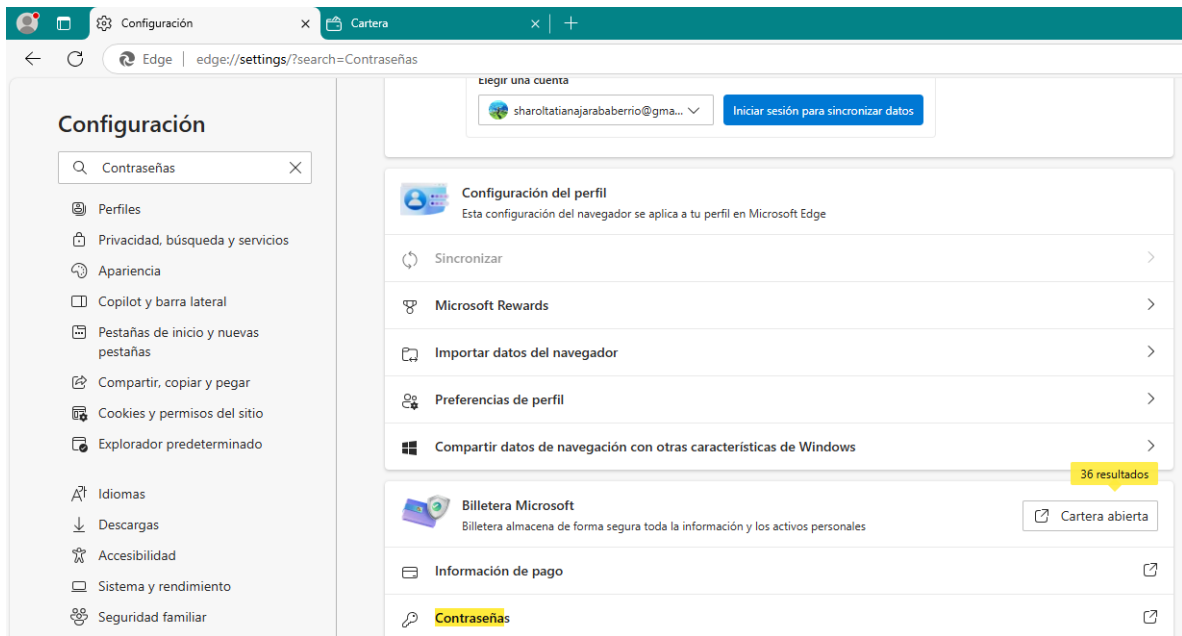 Configuración
Cartera
Edge
edge://settings/?search=Contraseñas
Configuración
Contraseñas
Perfiles
Privacidad, búsqueda y servicios
Apariencia
Copilot y barra lateral
Pestañas de inicio y nuevas
pestañas
Compartir, copiar y pegar
Cookies y permisos del sitio
Explorador predeterminado
Idiomas
Descargas
Accesibilidad
Sistema y rendimiento
Seguridad familiar
Elegir una cuenta
sharoltatianajarababerrio@gma...
Iniciar sesión para sincronizar datos
Configuración del perfil
Esta configuración del navegador se aplica a tu perfil en Microsoft Edge
Sincronizar
Microsoft Rewards
Importar datos del navegador
Preferencias de perfil
Compartir datos de navegación con otras características de Windows
36 resultados
Billetera Microsoft
Billetera almacena de forma segura toda la información y los activos personales
Cartera abierta
Información de pago
Contraseñas